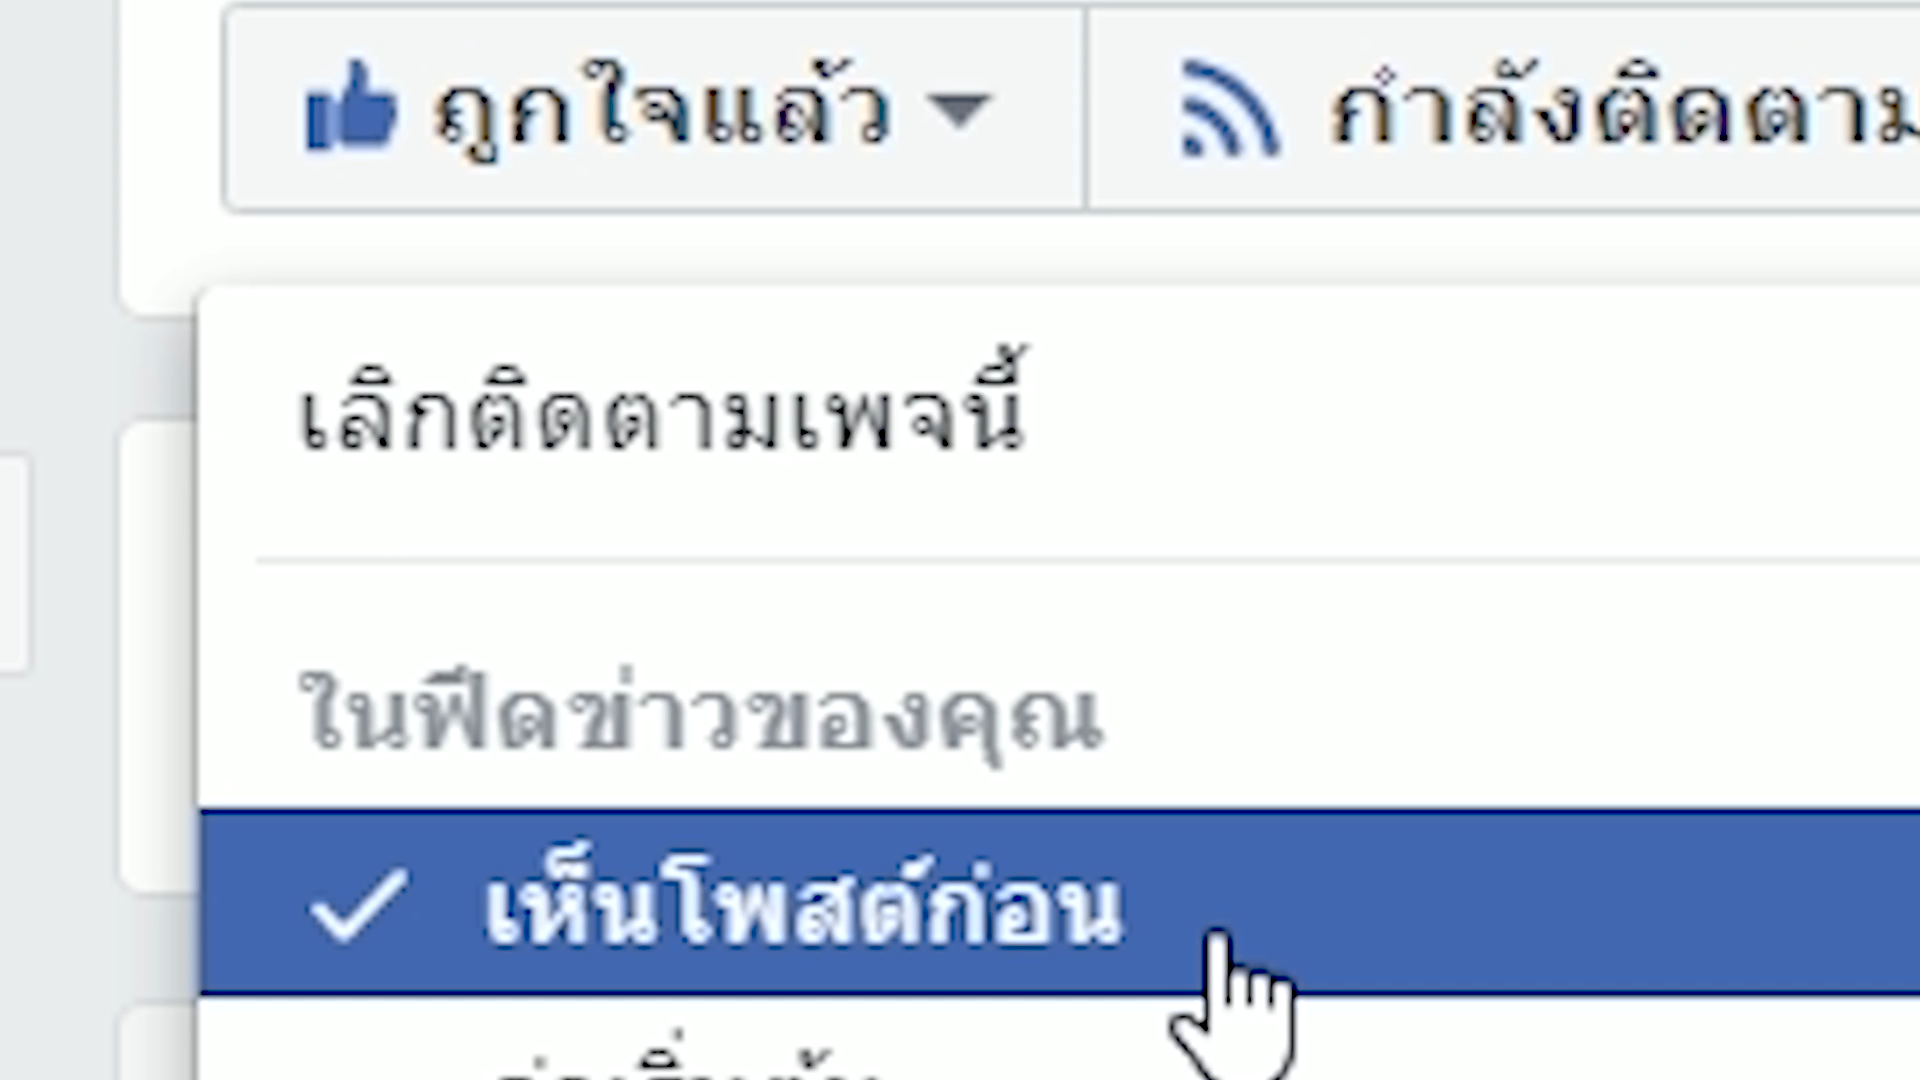 ถูกใจแล้ว กำลังติดตาม
เลิกติดตามเพจนี้
ในฟีดข่าวของคุณ
เห็นโพสต์ก่อน